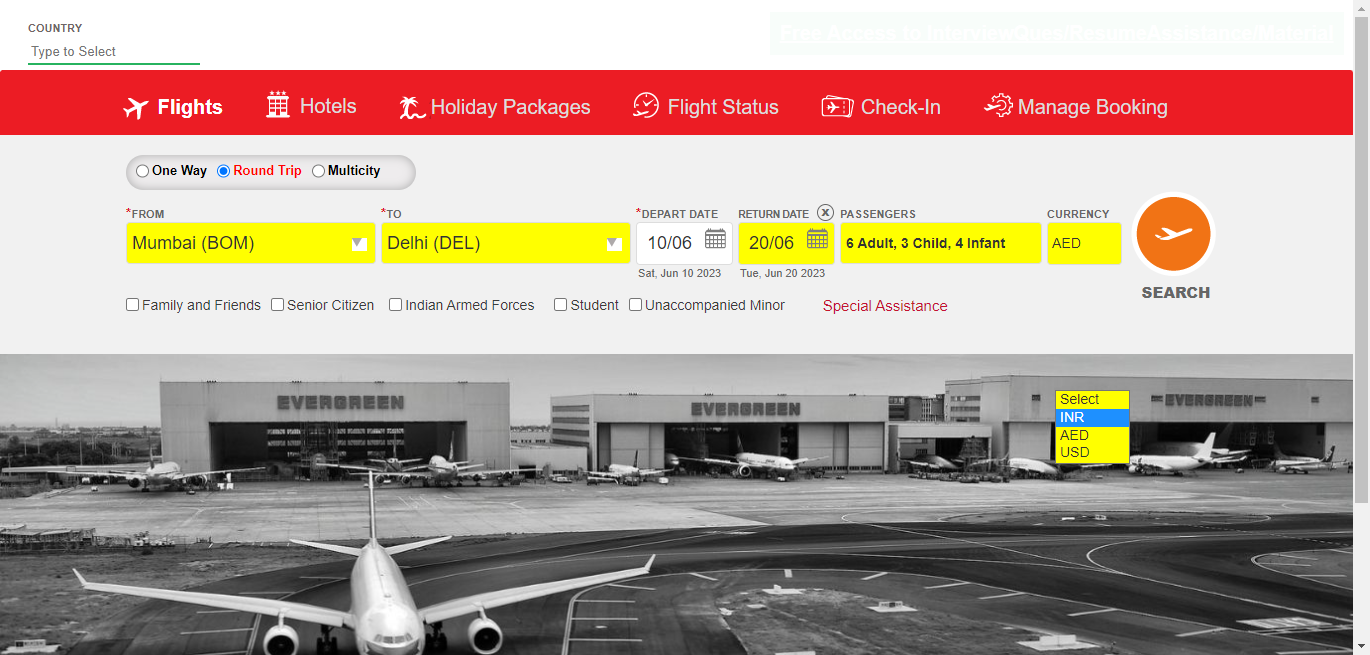 COUNTRY
Type to Select
Free Access to InterviewQues/ResumeAssistance/Material
Flights
Hotels
Holiday Packages
Flight Status
Check-In
Manage Booking
One Way
Round Trip
Multicity
*FROM
*TO
*DEPART DATE
RETURN DATE
X
PASSENGERS
CURRENCY
Mumbai (BOM)
Delhi (DEL)
10/06
20/06
6 Adult, 3 Child, 4 Infant
AED
Sat, Jun 10 2023
Tue, Jun 20 2023
SEARCH
Family and Friends
Senior Citizen
Indian Armed Forces
Student
Unaccompanied Minor
Special Assistance
EVERGREEN
EVERGREEN
EVERGREEN
Select
INR
AED
USD